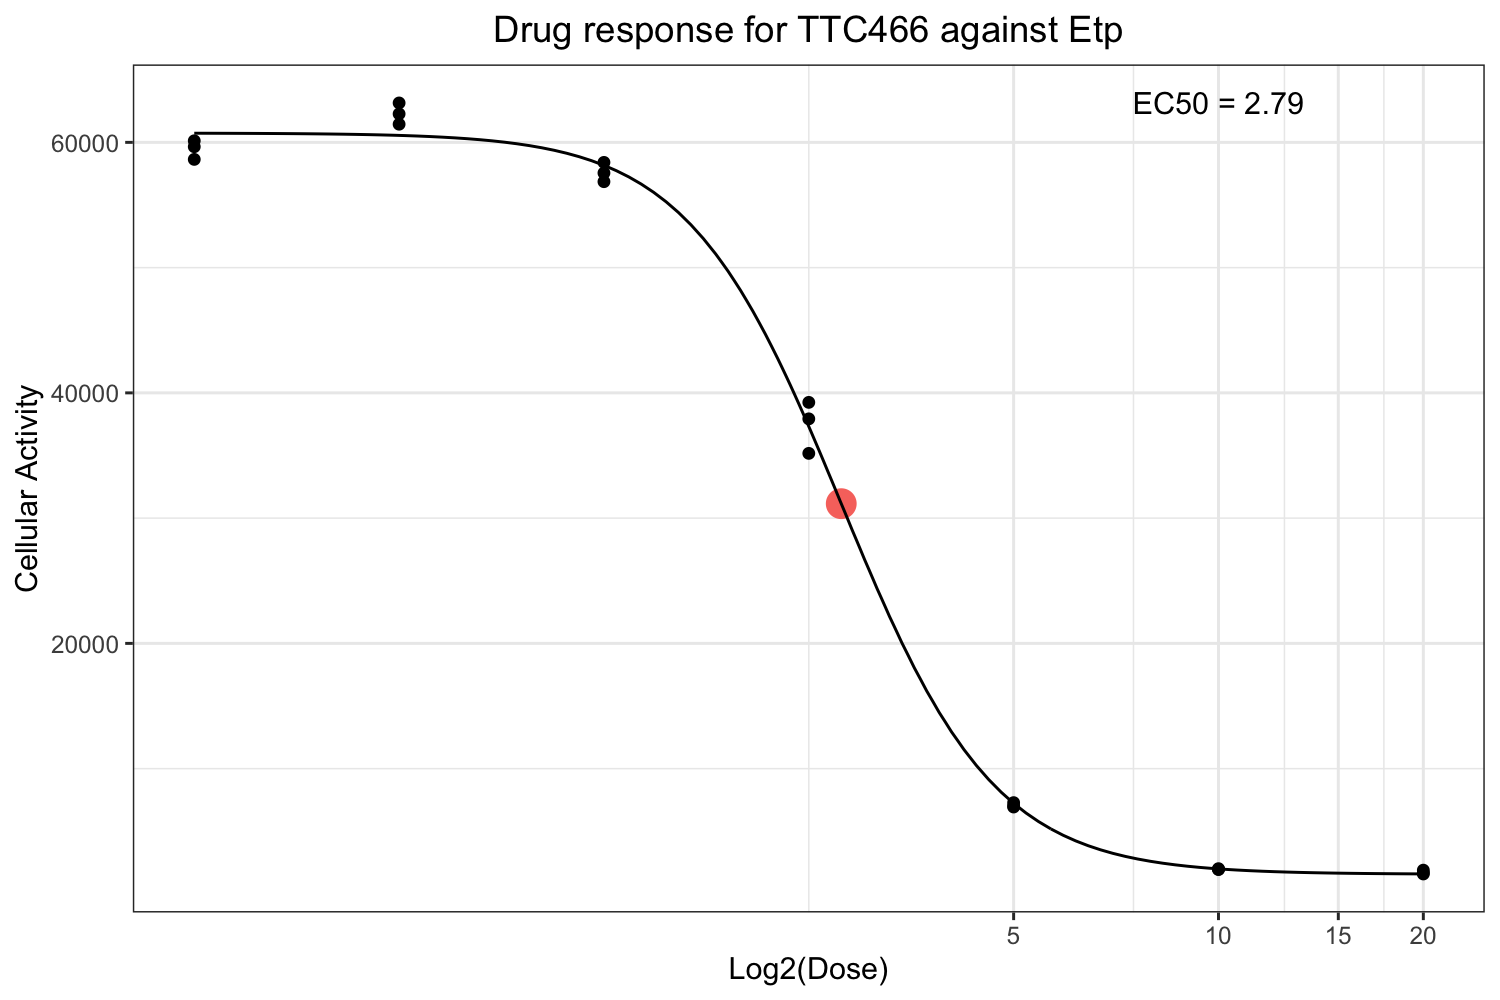 Drug response for TTC466 against Etp
EC50 = 2.79
60000
40000
20000
Cellular Activity
5 10 15 20
Log2(Dose)